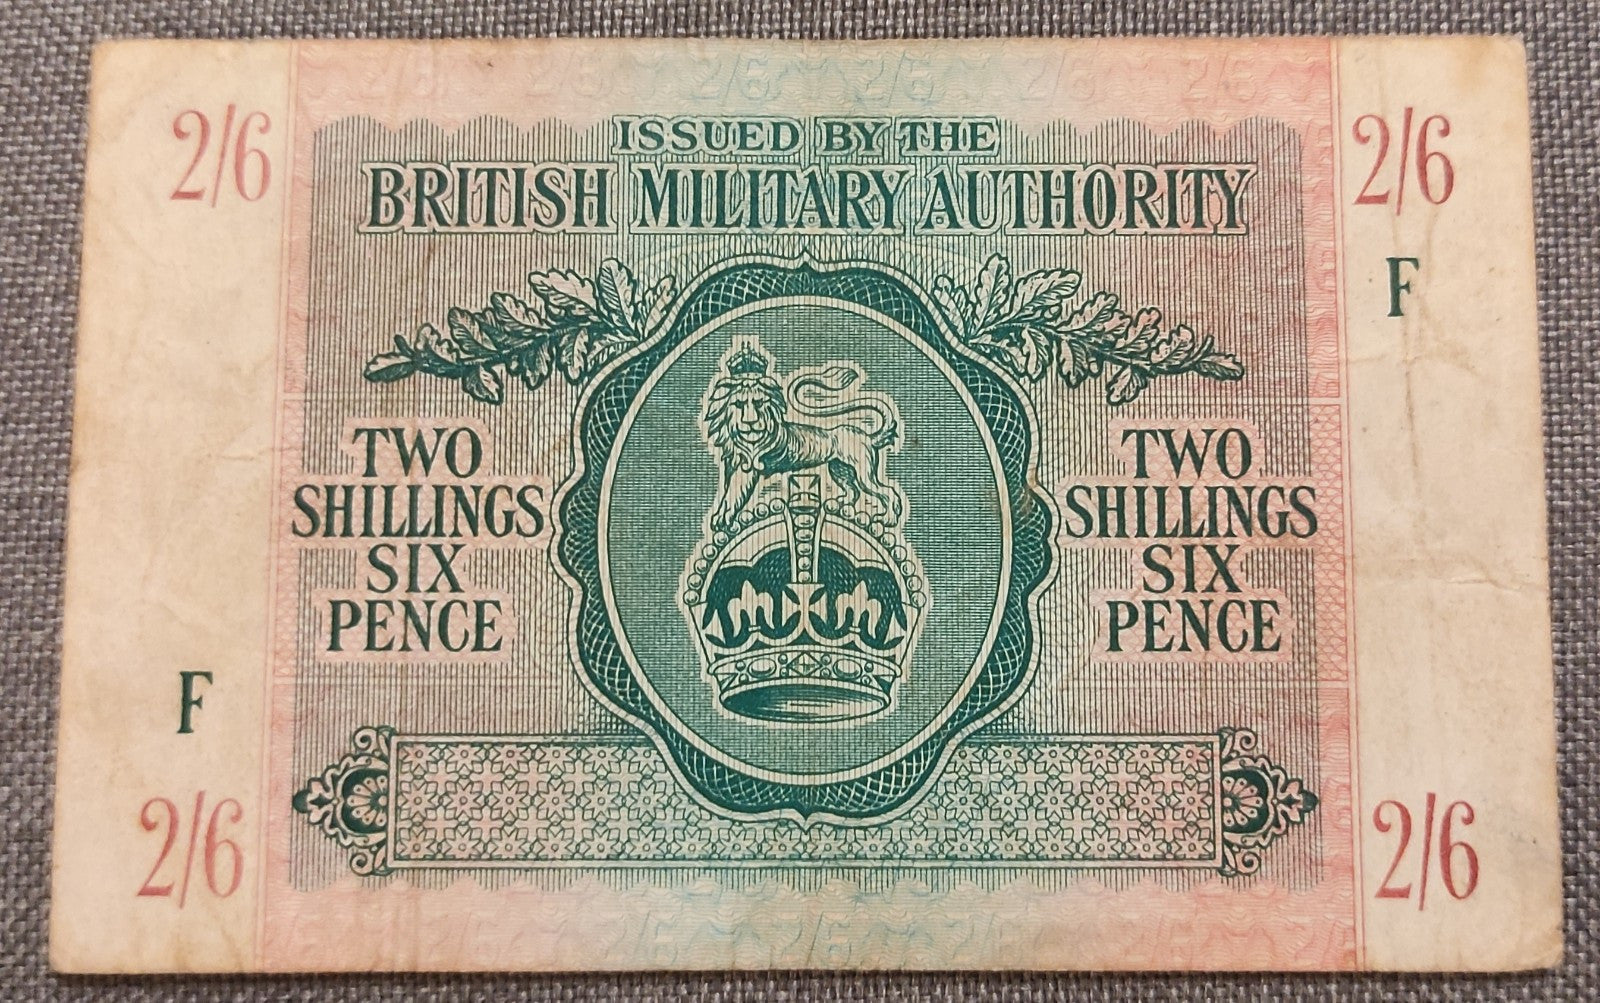 2/6
2/6
ISSUED BY THE
BRITISH MILITARY AUTHORITY
F
TWO
SHILLINGS
SIX
PENCE
TWO
SHILLINGS
SIX
PENCE
F
2/6
2/6